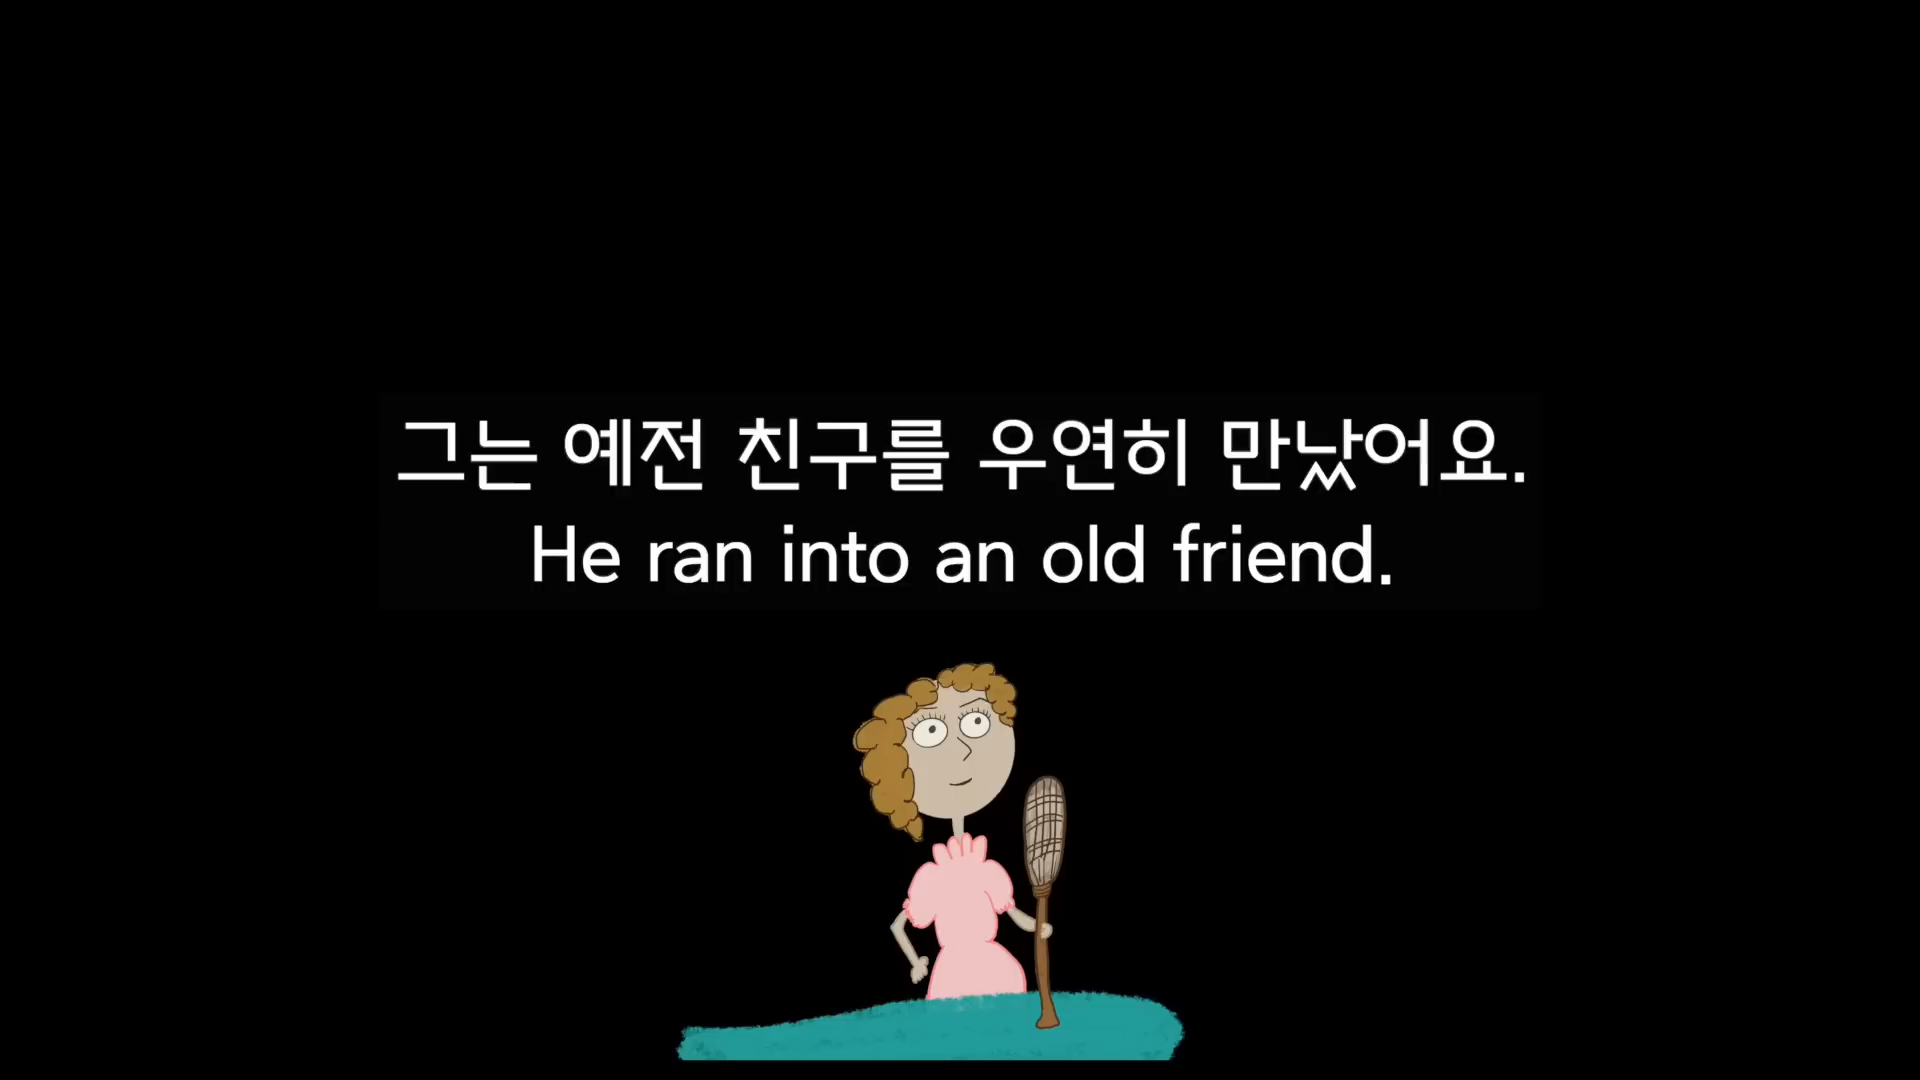 그는 예전 친구를 우연히 만났어요.
He ran into an old friend.